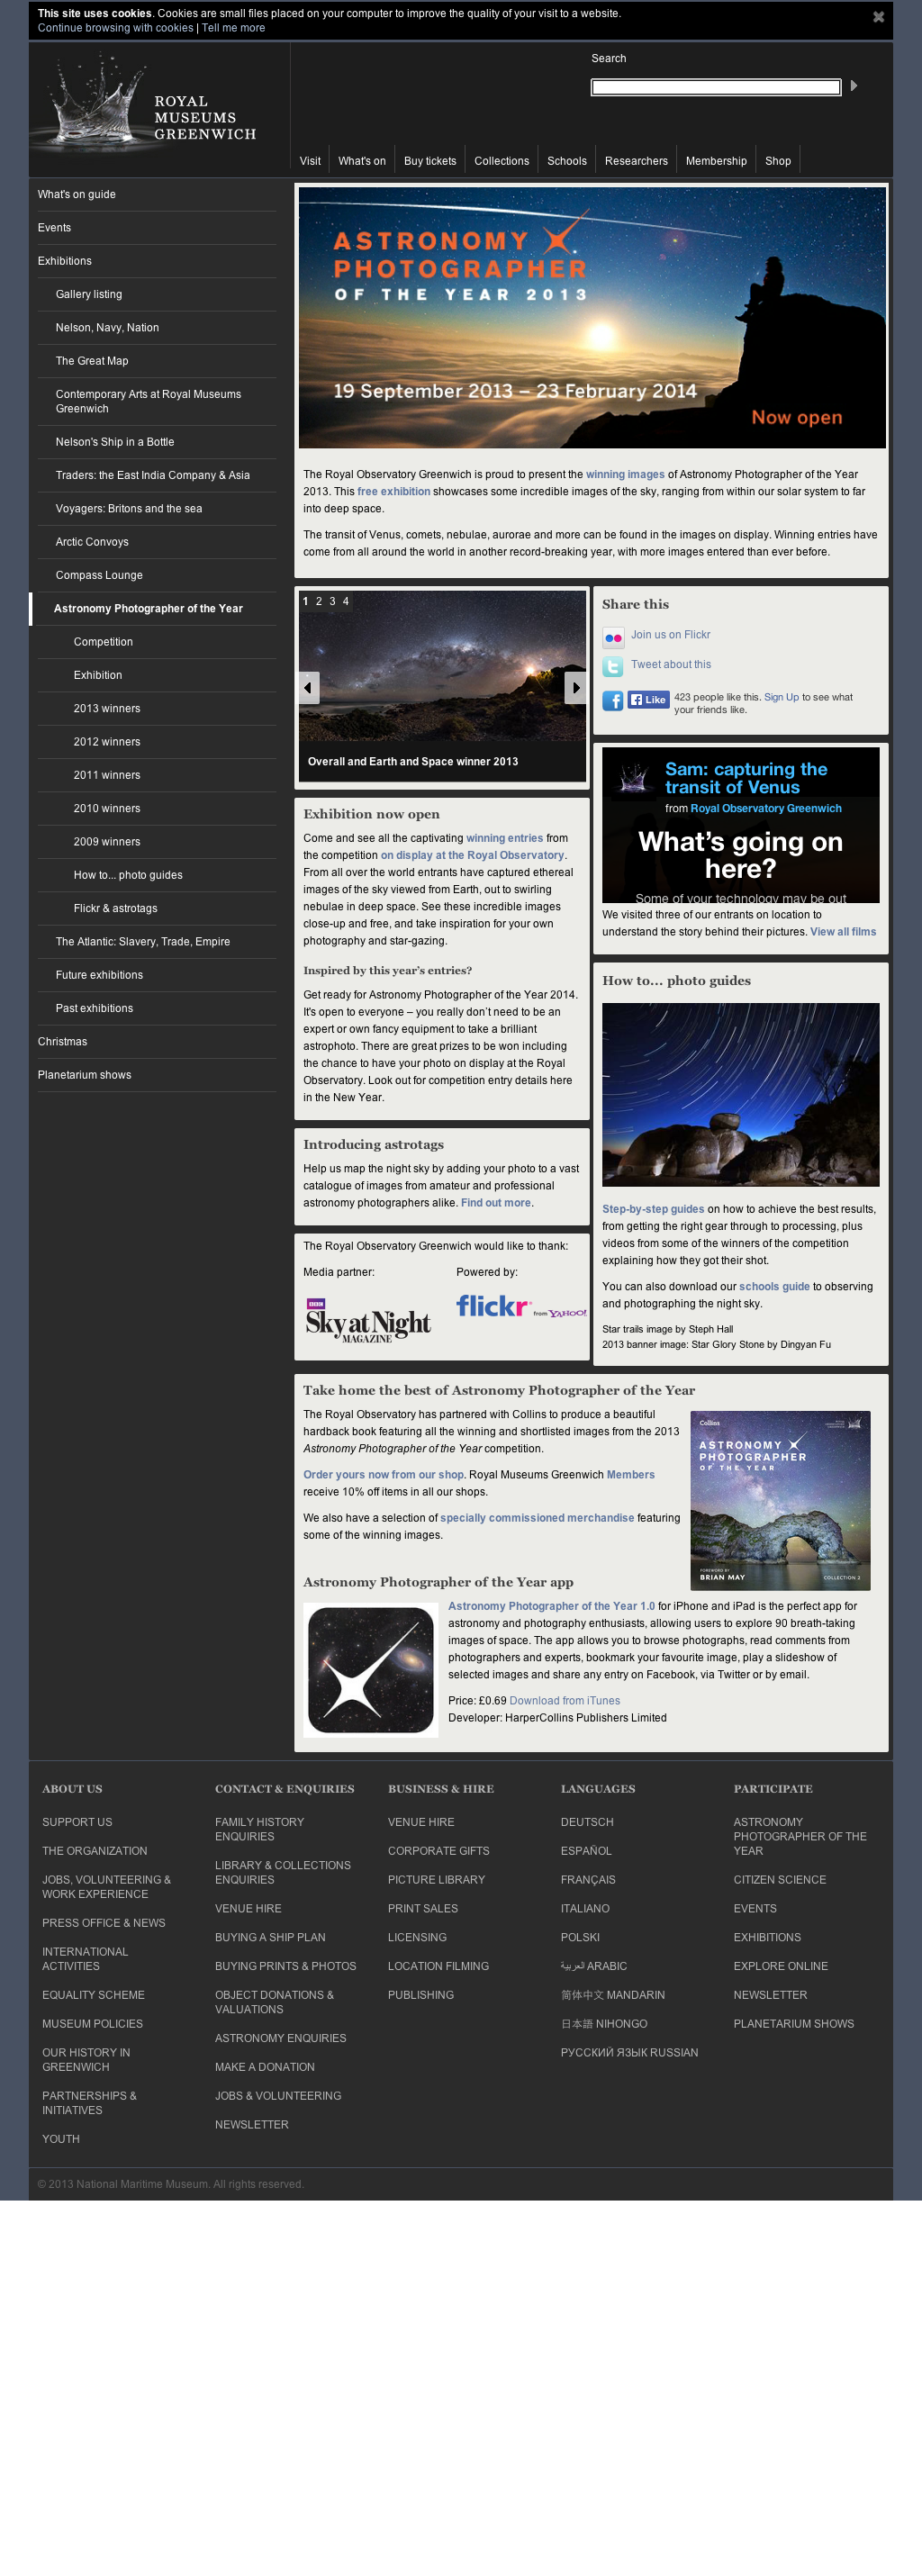 This site uses cookies. Cookies are small files placed on your computer to improve the quality of your visit to a website.
Continue browsing with cookies | Tell me more
Search
ROYAL
MUSEUMS
GREENWICH
Visit
What's on
Buy tickets
Collections
Schools
Researchers
Membership
Shop
What's on guide
Events
Exhibitions
Gallery listing
Nelson, Navy, Nation
The Great Map
Contemporary Arts at Royal Museums
Greenwich
Nelson's Ship in a Bottle
Traders: the East India Company & Asia
Voyagers: Britons and the sea
Arctic Convoys
Compass Lounge
Astronomy Photographer of the Year
Competition
Exhibition
2013 winners
2012 winners
2011 winners
2010 winners
2009 winners
How to... photo guides
Flickr & astrotags
The Atlantic: Slavery, Trade, Empire
Future exhibitions
Past exhibitions
Christmas
Planetarium shows
ASTRONOMY
PHOTOGRAPHER
OF THE YEAR 2013
19 September 2013 – 23 February 2014
Now open
The Royal Observatory Greenwich is proud to present the winning images of Astronomy Photographer of the Year
2013. This free exhibition showcases some incredible images of the sky, ranging from within our solar system to far
into deep space.
The transit of Venus, comets, nebulae, aurorae and more can be found in the images on display. Winning entries have
come from all around the world in another record-breaking year, with more images entered than ever before.
1 2 3 4
Overall and Earth and Space winner 2013
Exhibition now open
Come and see all the captivating winning entries from
the competition on display at the Royal Observatory.
From all over the world entrants have captured ethereal
images of the sky viewed from Earth, out to swirling
nebulae in deep space. See these incredible images
close-up and free, and take inspiration for your own
photography and star-gazing.
Inspired by this year's entries?
Get ready for Astronomy Photographer of the Year 2014.
It's open to everyone – you really don't need to be an
expert or own fancy equipment to take a brilliant
astrophoto. There are great prizes to be won including
the chance to have your photo on display at the Royal
Observatory. Look out for competition entry details here
in the New Year.
Introducing astrotags
Help us map the night sky by adding your photo to a vast
catalogue of images from amateur and professional
astronomy photographers alike. Find out more.
The Royal Observatory Greenwich would like to thank:
Media partner:
Powered by:
BBC
Sky at Night
MAGAZINE
flickr from YAHOO!
Share this
Join us on Flickr
Tweet about this
Like
423 people like this. Sign Up to see what
your friends like.
Sam: capturing the
transit of Venus
from Royal Observatory Greenwich
What's going on
here?
Some of your technology may be out
We visited three of our entrants on location to
understand the story behind their pictures. View all films
How to... photo guides
Step-by-step guides on how to achieve the best results,
from getting the right gear through to processing, plus
videos from some of the winners of the competition
explaining how they got their shot.
You can also download our schools guide to observing
and photographing the night sky.
Star trails image by Steph Hall
2013 banner image: Star Glory Stone by Dingyan Fu
Take home the best of Astronomy Photographer of the Year
The Royal Observatory has partnered with Collins to produce a beautiful
hardback book featuring all the winning and shortlisted images from the 2013
Astronomy Photographer of the Year competition.
Order yours now from our shop. Royal Museums Greenwich Members
receive 10% off items in all our shops.
We also have a selection of specially commissioned merchandise featuring
some of the winning images.
Collins
ASTRONOMY
PHOTOGRAPHER
OF THE YEAR
FOREWORD BY
BRIAN MAY
COLLECTION 2
Astronomy Photographer of the Year app
Astronomy Photographer of the Year 1.0 for iPhone and iPad is the perfect app for
astronomy and photography enthusiasts, allowing users to explore 90 breath-taking
images of space. The app allows you to browse photographs, read comments from
photographers and experts, bookmark your favourite image, play a slideshow of
selected images and share any entry on Facebook, via Twitter or by email.
Price: £0.69 Download from iTunes
Developer: HarperCollins Publishers Limited
ABOUT US
SUPPORT US
THE ORGANIZATION
JOBS, VOLUNTEERING &
WORK EXPERIENCE
PRESS OFFICE & NEWS
INTERNATIONAL
ACTIVITIES
EQUALITY SCHEME
MUSEUM POLICIES
OUR HISTORY IN
GREENWICH
PARTNERSHIPS &
INITIATIVES
YOUTH
CONTACT & ENQUIRIES
FAMILY HISTORY
ENQUIRIES
LIBRARY & COLLECTIONS
ENQUIRIES
VENUE HIRE
BUYING A SHIP PLAN
BUYING PRINTS & PHOTOS
OBJECT DONATIONS &
VALUATIONS
ASTRONOMY ENQUIRIES
MAKE A DONATION
JOBS & VOLUNTEERING
NEWSLETTER
BUSINESS & HIRE
VENUE HIRE
CORPORATE GIFTS
PICTURE LIBRARY
PRINT SALES
LICENSING
LOCATION FILMING
PUBLISHING
LANGUAGES
DEUTSCH
ESPAÑOL
FRANÇAIS
ITALIANO
POLSKI
العربية ARABIC
简体中文 MANDARIN
日本語 NIHONGO
РУССКИЙ ЯЗЫК RUSSIAN
PARTICIPATE
ASTRONOMY
PHOTOGRAPHER OF THE
YEAR
CITIZEN SCIENCE
EVENTS
EXHIBITIONS
EXPLORE ONLINE
NEWSLETTER
PLANETARIUM SHOWS
© 2013 National Maritime Museum. All rights reserved.